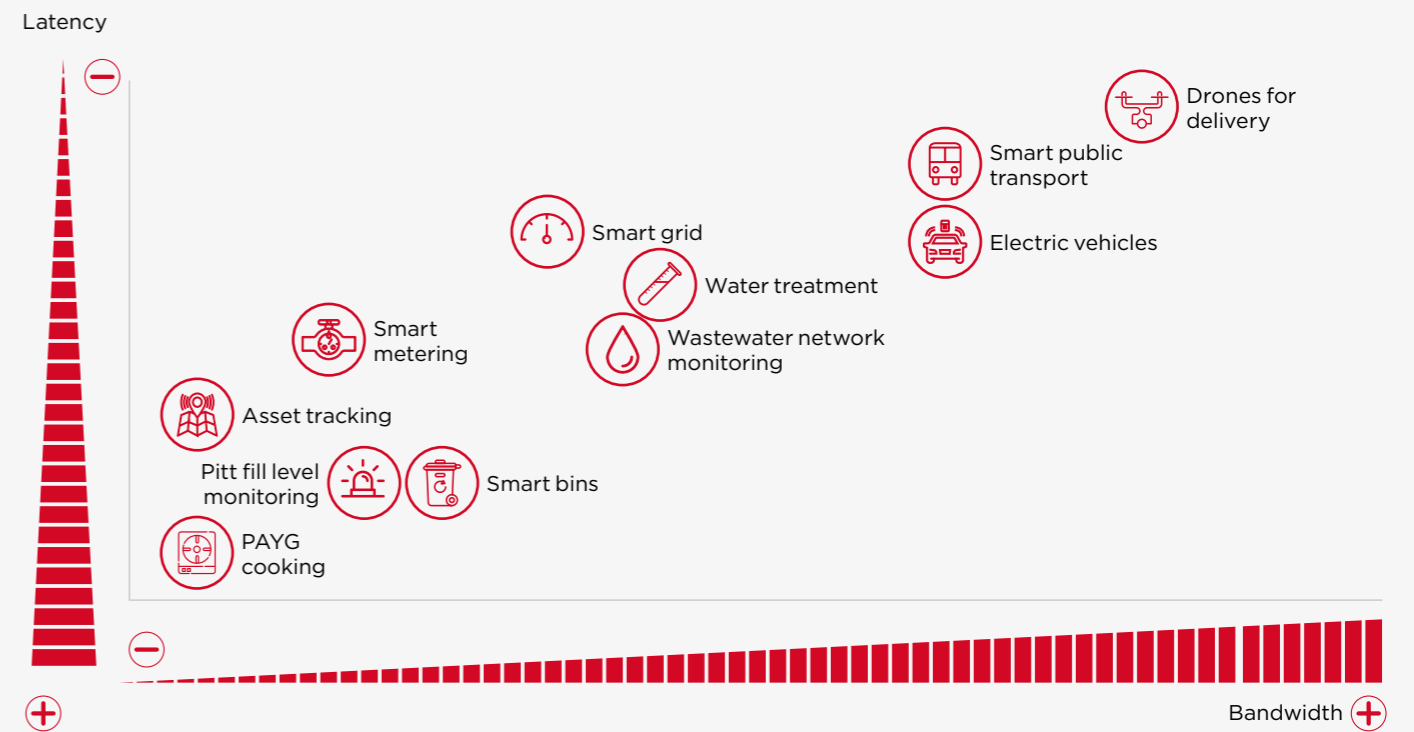 Latency
Drones for
delivery
Smart public
transport
Smart grid
Electric vehicles
Water treatment
Smart
metering
Wastewater network
monitoring
Asset tracking
Pitt fill level
monitoring
Smart bins
PAYG
cooking
Bandwidth